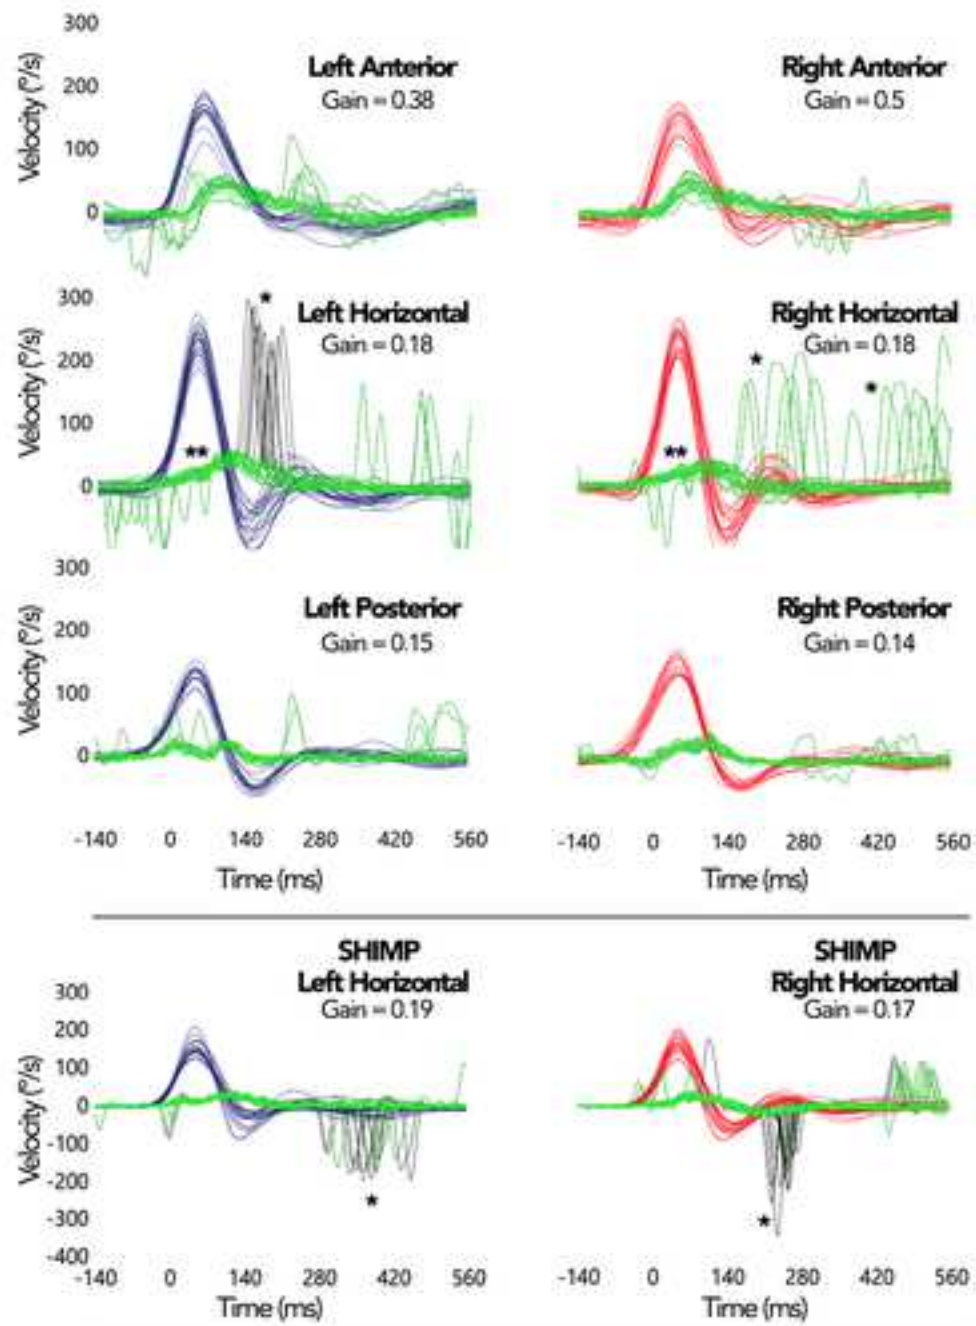 300
Velocity (°/s)
200
100
0
Left Anterior
Gain = 0.38
Right Anterior
Gain = 0.5
300
Velocity (°/s)
200
100
0
*
**
Left Horizontal
Gain = 0.18
*
*
**
Right Horizontal
Gain = 0.18
300
Velocity (°/s)
200
100
0
Left Posterior
Gain = 0.15
Right Posterior
Gain = 0.14
-140 0 140 280 420 560
Time (ms)
-140 0 140 280 420 560
Time (ms)
SHIMP
Left Horizontal
Gain = 0.19
SHIMP
Right Horizontal
Gain = 0.17
300
200
100
0
-100
-200
-300
-400
Velocity (°/s)
*
*
-140 0 140 280 420 560
Time (ms)
-140 0 140 280 420 560
Time (ms)